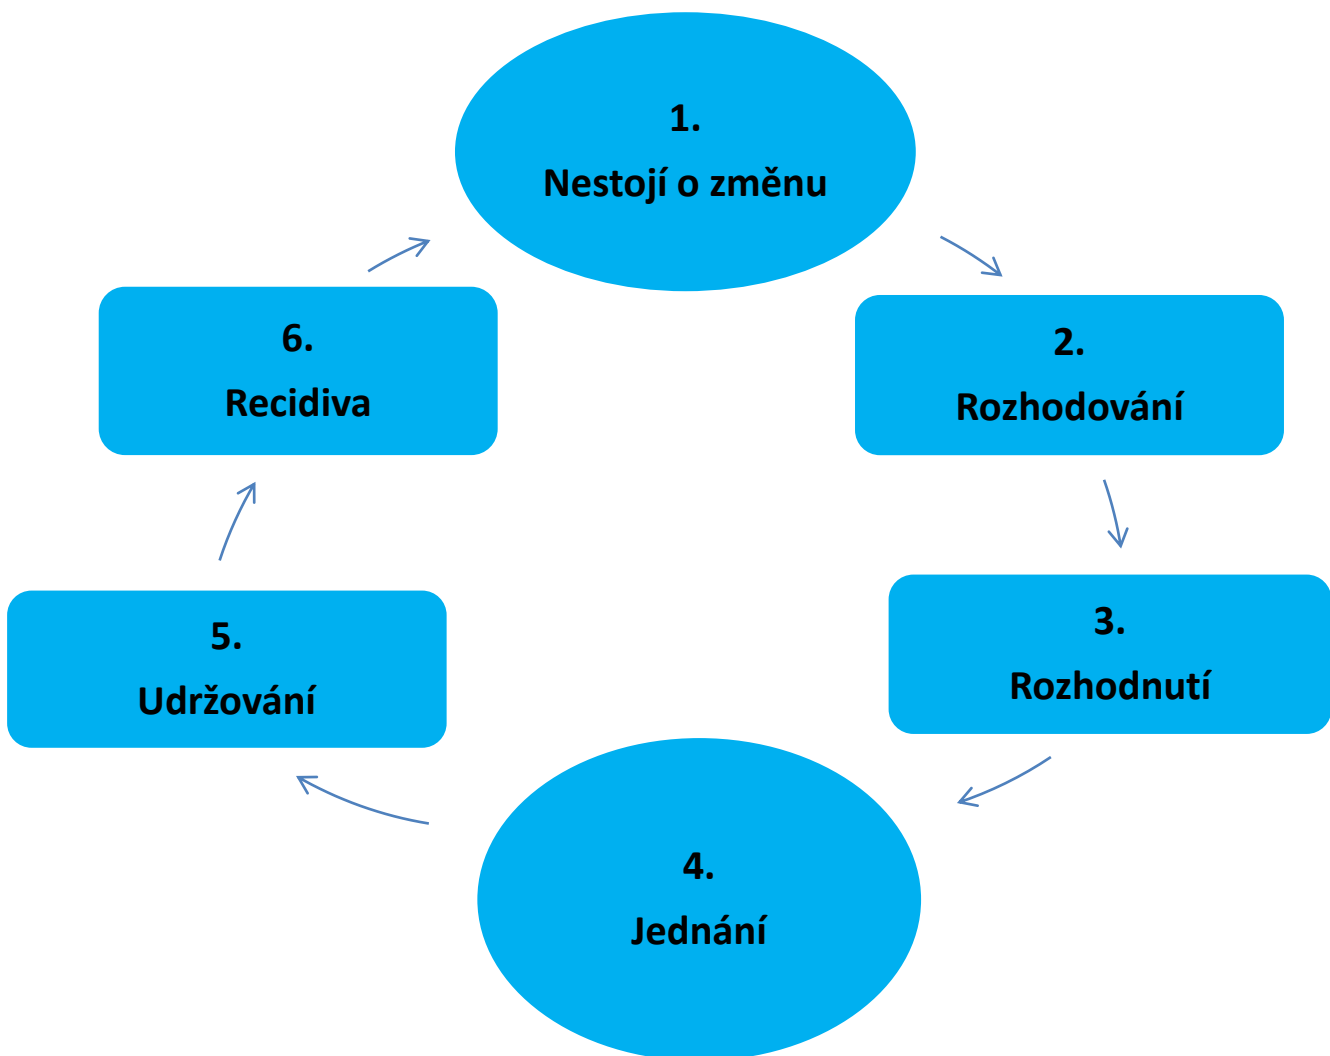 1.
Nestojí o změnu
2.
Rozhodování
3.
Rozhodnutí
4.
Jednání
5.
Udržování
6.
Recidiva